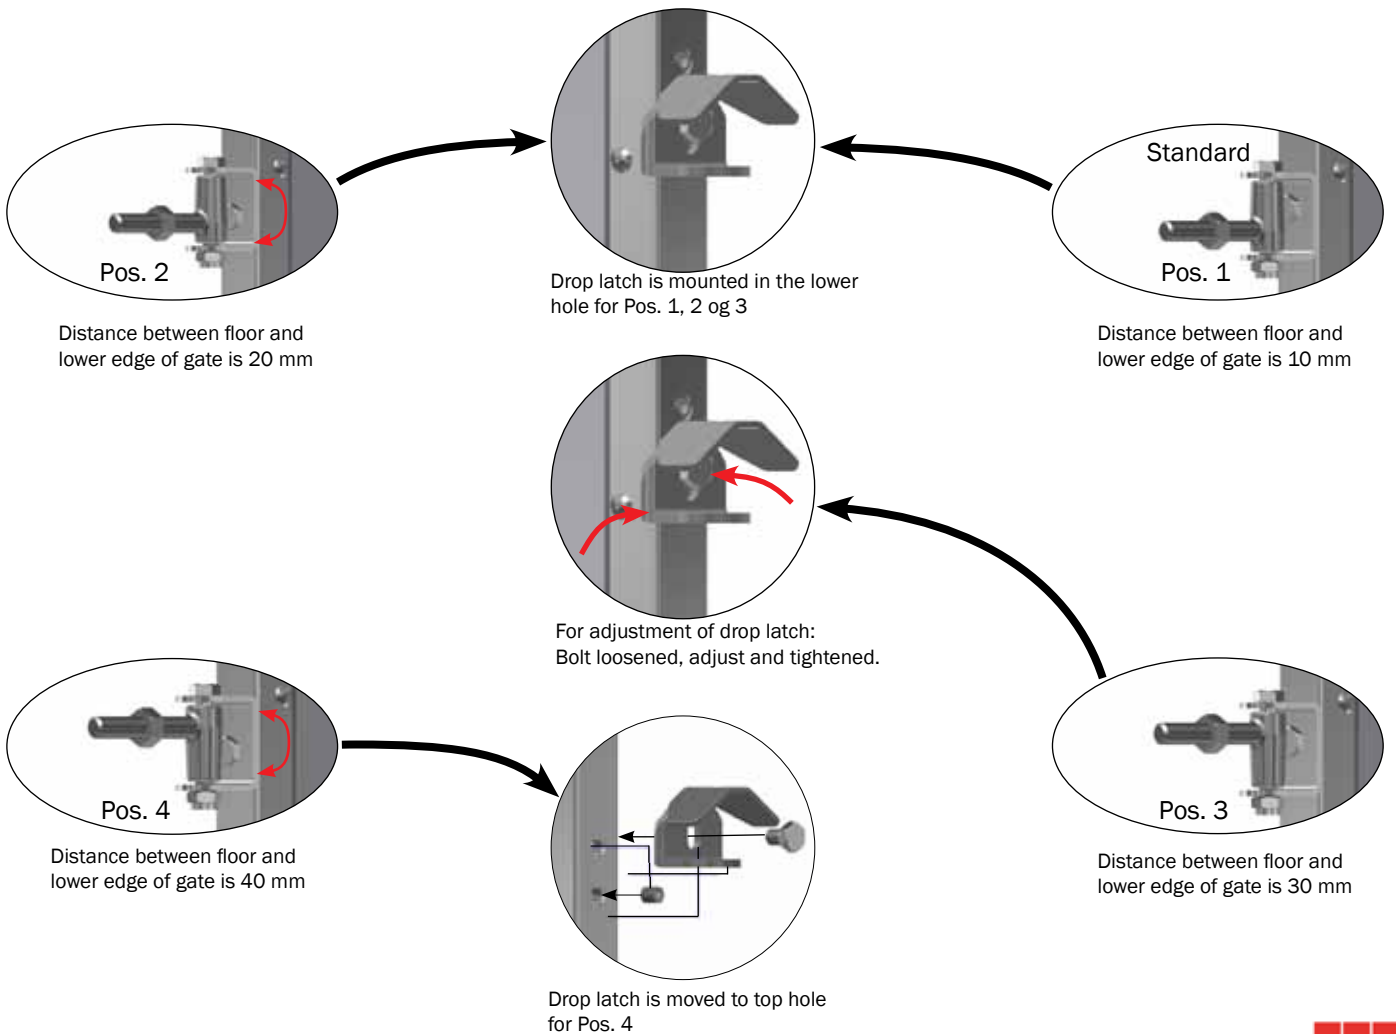 Standard
Pos. 2
Pos. 1
Drop latch is mounted in the lower
hole for Pos. 1, 2 og 3
Distance between floor and
lower edge of gate is 20 mm
Distance between floor and
lower edge of gate is 10 mm
For adjustment of drop latch:
Bolt loosened, adjust and tightened.
Pos. 4
Pos. 3
Distance between floor and
lower edge of gate is 40 mm
Distance between floor and
lower edge of gate is 30 mm
Drop latch is moved to top hole
for Pos. 4